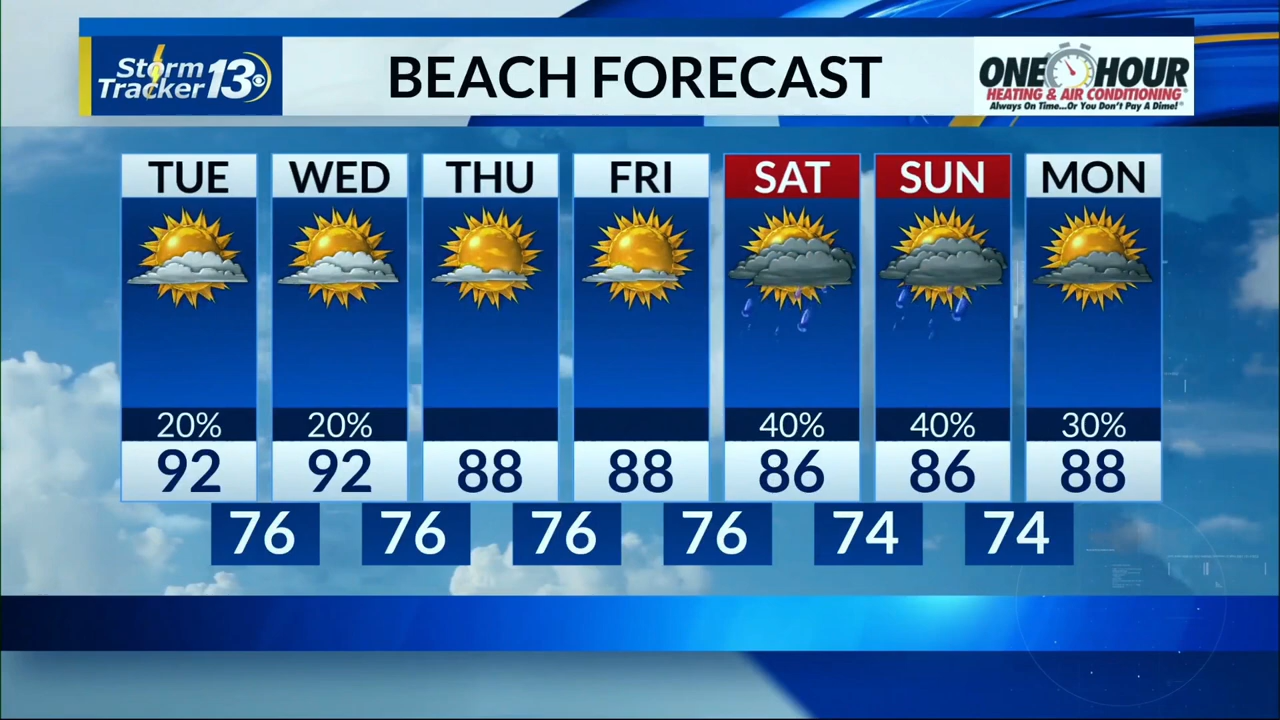 Storm
Tracker 13
BEACH FORECAST
ONE HOUR
HEATING & AIR CONDITIONING
Always On Time...Or You Don't Pay A Dime!
TUE WED THU FRI SAT SUN MON
20% 20% 40% 40% 30%
92 92 88 88 86 86 88
76 76 76 76 74 74